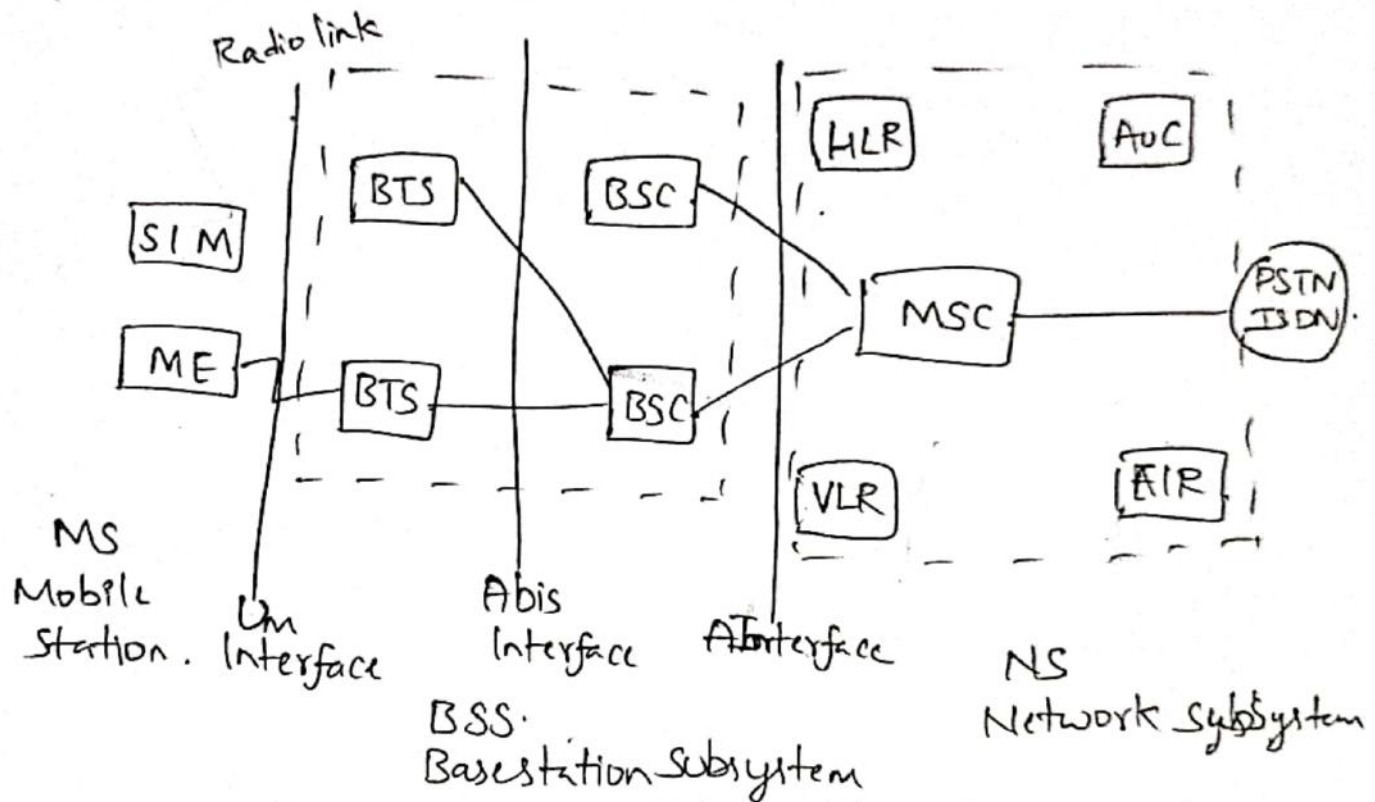 Radio link
BTS
BSC
HLR
AUC
SIM
MSC
PSTN
ISDN.
ME
BTS
BSC
VLR
EIR
MS
Mobile
Station.
Um
Interface
Abis
Interface
A Interface
NS
Network Subsystem
BSS.
Basestation Subsystem